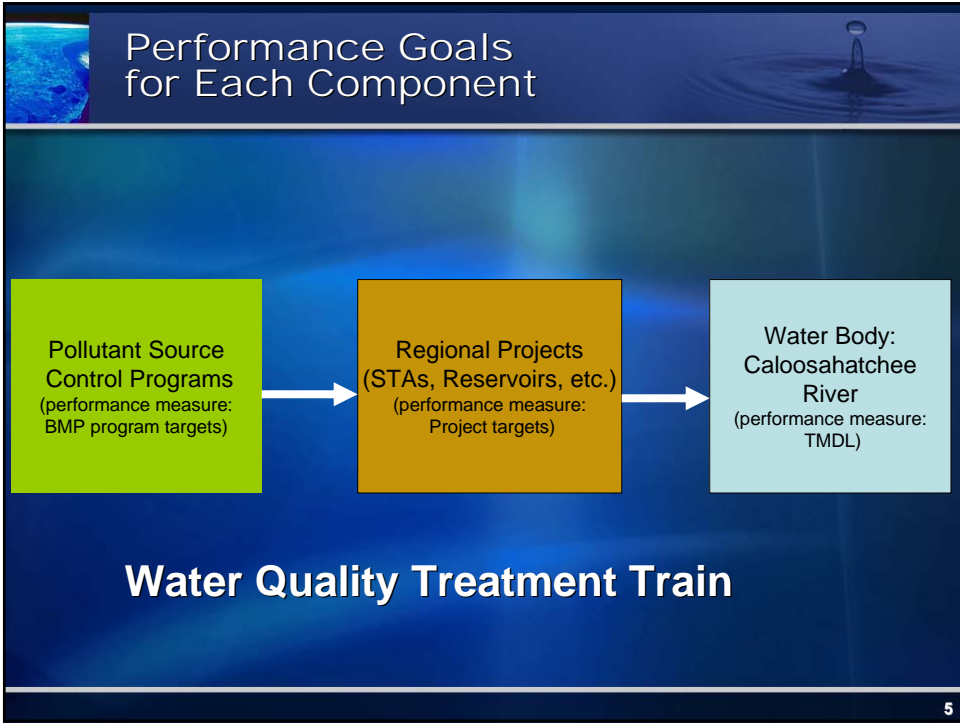 Performance Goals
for Each Component
Pollutant Source
Control Programs
(performance measure:
BMP program targets)
Regional Projects
(STAs, Reservoirs, etc.)
(performance measure:
Project targets)
Water Body:
Caloosahatchee
River
(performance measure:
TMDL)
Water Quality Treatment Train
5